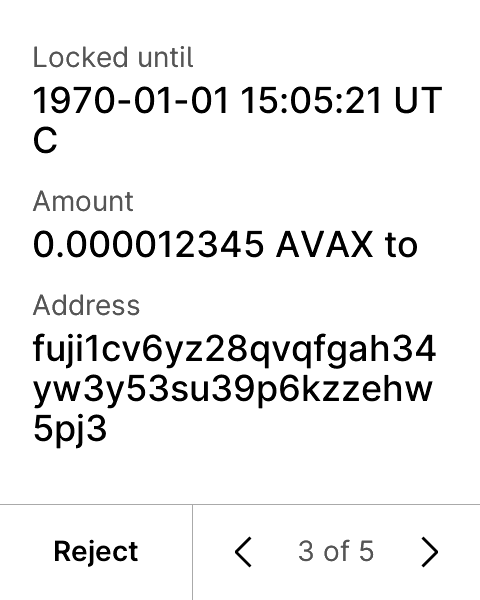 Locked until
1970-01-01 15:05:21 UT
C
Amount
0.000012345 AVAX to
Address
fuji1cv6yz28qvqfgah34
yw3y53su39p6kzzehw
5pj3
Reject
3 of 5